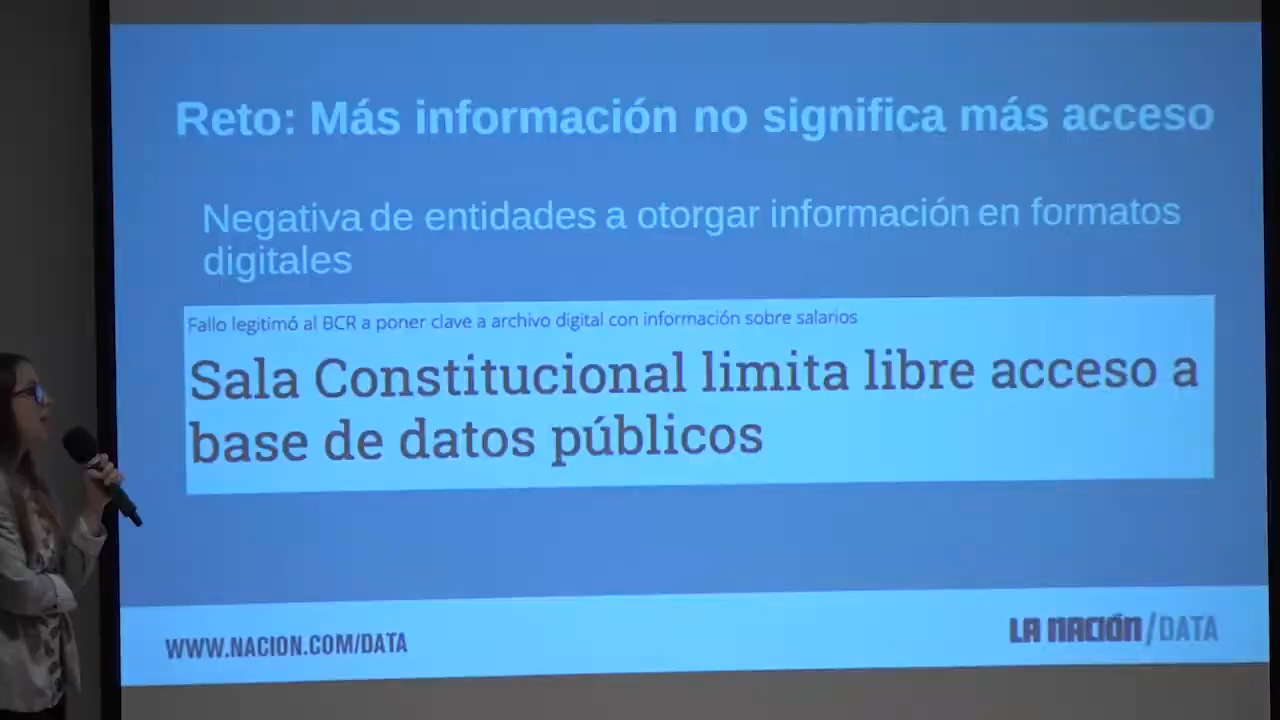 Reto: Más información no significa más acceso
Negativa de entidades a otorgar información en formatos
digitales
Fallo legitimó al BCR a poner clave a archivo digital con información sobre salarios
Sala Constitucional limita libre acceso a
base de datos públicos
WWW.NACION.COM/DATA
LA NACIÓN/DATA